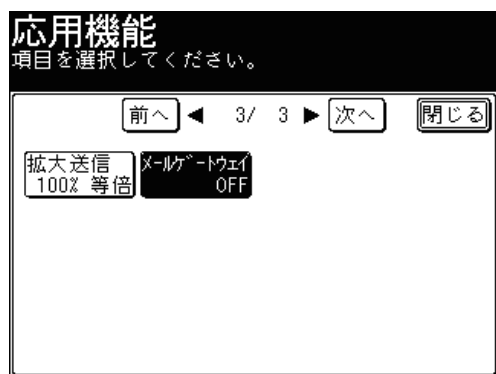 応用機能
項目を選択してください。
前へ ◀ 3/ 3 ▶ 次へ 閉じる
拡大送信 ﾒｰﾙｹﾞｰﾄｳｪｲ
100% 等倍 OFF